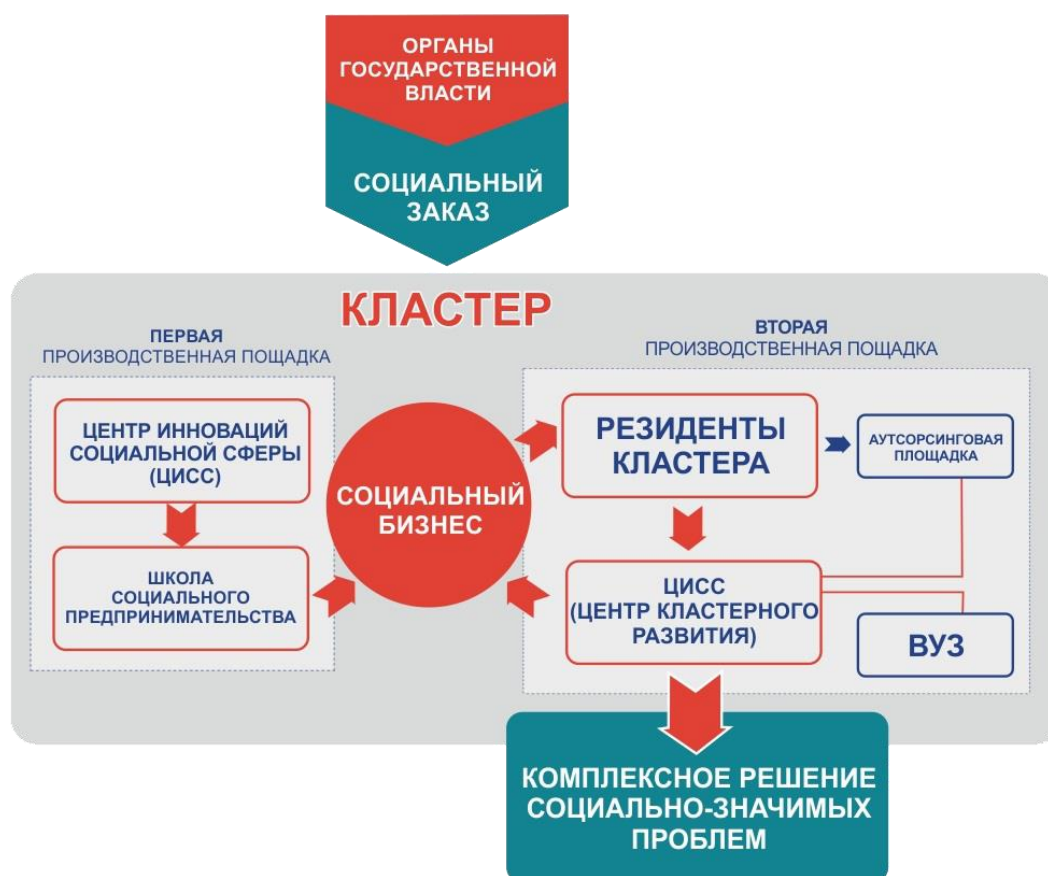 ОРГАНЫ
ГОСУДАРСТВЕННОЙ
ВЛАСТИ
СОЦИАЛЬНЫЙ
ЗАКАЗ
КЛАСТЕР
ПЕРВАЯ
ПРОИЗВОДСТВЕННАЯ ПОЩАДКА
ЦЕНТР ИННОВАЦИЙ
СОЦИАЛЬНОЙ СФЕРЫ
(ЦИСС)
ШКОЛА
СОЦИАЛЬНОГО
ПРЕДПРИНИМАТЕЛЬСТВА
СОЦИАЛЬНЫЙ
БИЗНЕС
ВТОРАЯ
ПРОИЗВОДСТВЕННАЯ ПОЩАДКА
РЕЗИДЕНТЫ
КЛАСТЕРА
АУТСОРСИНГОВАЯ
ПЛОЩАДКА
ЦИСС
(ЦЕНТР КЛАСТЕРНОГО
РАЗВИТИЯ)
ВУЗ
КОМПЛЕКСНОЕ РЕШЕНИЕ
СОЦИАЛЬНО-ЗНАЧИМЫХ
ПРОБЛЕМ